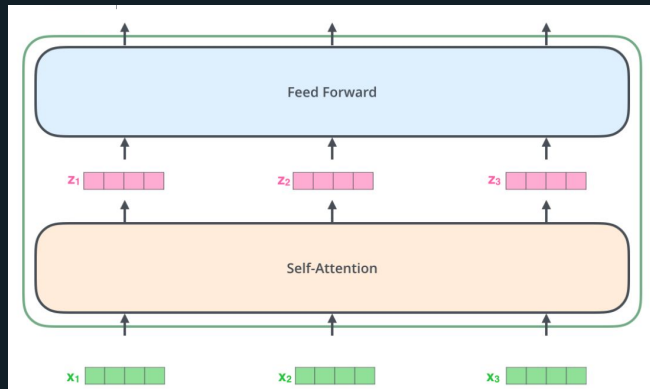 Feed Forward
z₁ z₂ z₃
Self-Attention
x₁ x₂ x₃